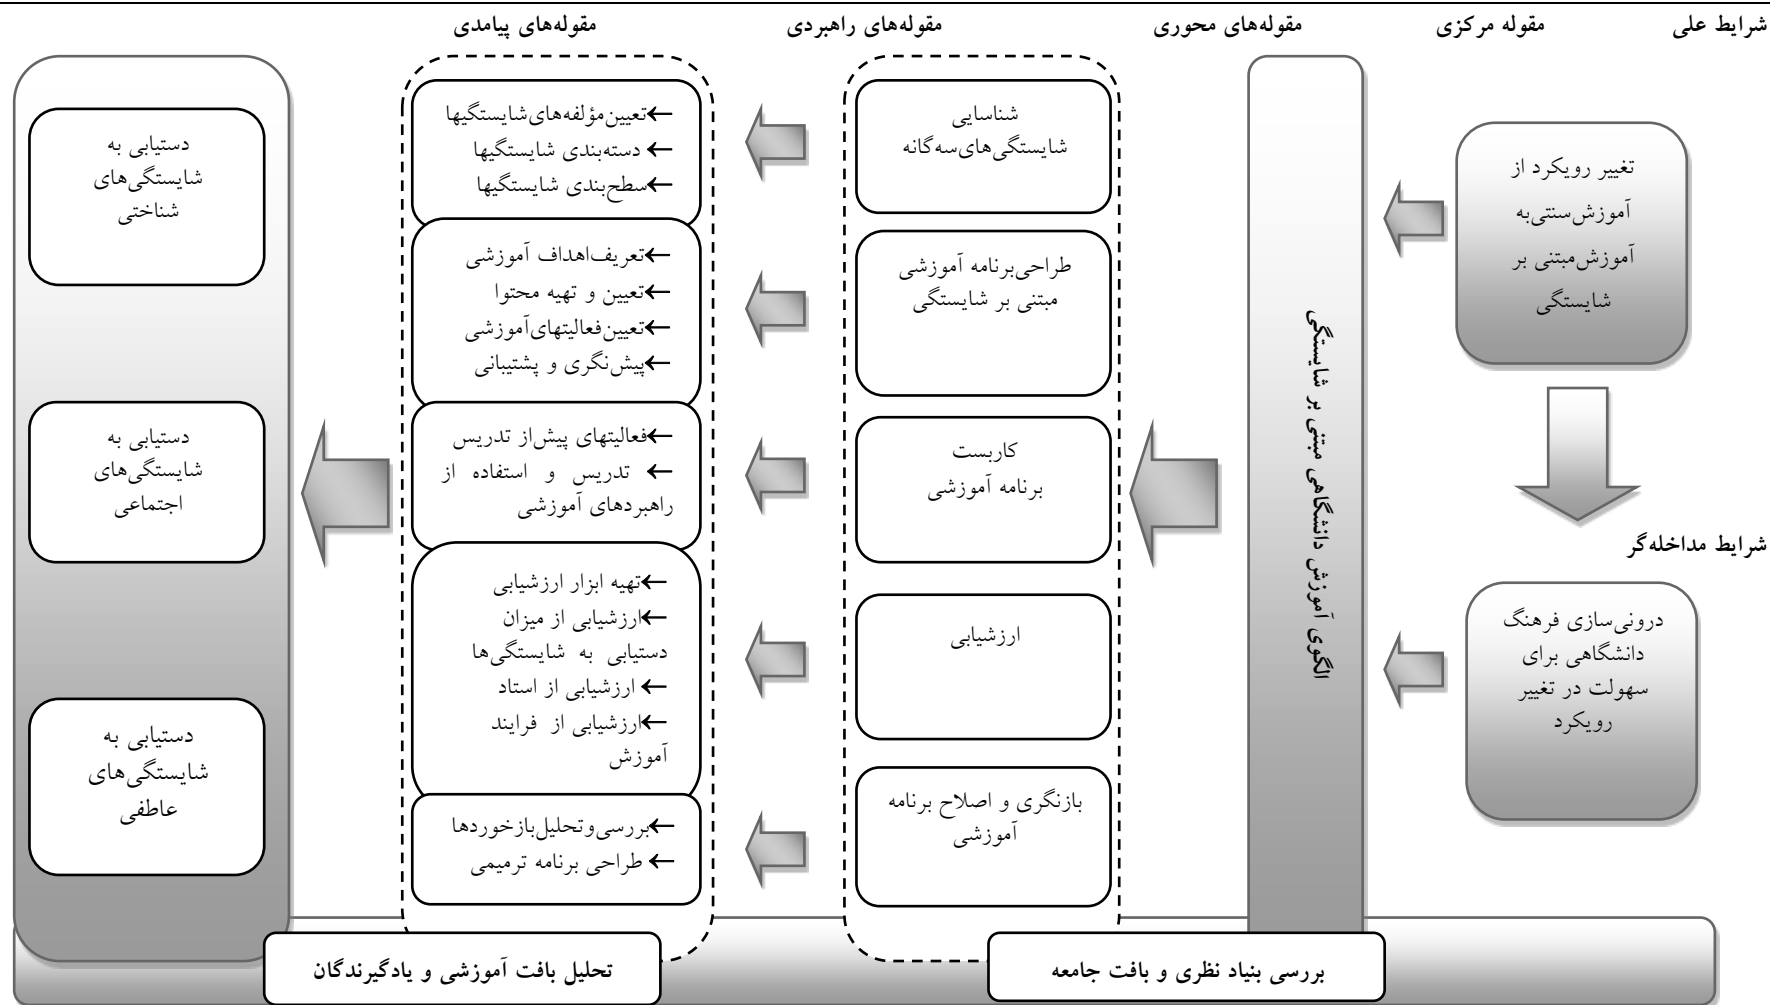 شرایط علی
مقوله مرکزی
مقوله‌های محوری
مقوله‌های راهبردی
مقوله‌های پیامدی
تغییر رویکرد از
آموزش‌سنتی‌به
آموزش‌مبتنی بر
شایستگی
شرایط مداخله‌گر
درونی‌سازی فرهنگ
دانشگاهی برای
سهولت در تغییر
رویکرد
الگوی آموزش دانشگاهی مبتنی بر شایستگی
شناسایی
شایستگی‌های‌سه‌گانه
طراحی‌برنامه آموزشی
مبتنی بر شایستگی
کاربست
برنامه آموزشی
ارزشیابی
بازنگری و اصلاح برنامه
آموزشی
←تعیین‌مؤلفه‌های‌شایستگیها
← دسته‌بندی شایستگیها
←سطح‌بندی شایستگیها
←تعریف‌اهداف آموزشی
←تعیین و تهیه محتوا
←تعیین‌فعالیتهای‌آموزشی
←پیش‌نگری و پشتیبانی
←فعالیتهای پیش‌از تدریس
← تدریس و استفاده از
راهبردهای آموزشی
←تهیه ابزار ارزشیابی
←ارزشیابی از میزان
دستیابی به شایستگی‌ها
← ارزشیابی از استاد
←ارزشیابی از فرایند
آموزش
←بررسی‌وتحلیل‌بازخوردها
← طراحی برنامه ترمیمی
دستیابی به
شایستگی‌های
شناختی
دستیابی به
شایستگی‌های
اجتماعی
دستیابی به
شایستگی‌های
عاطفی
بررسی بنیاد نظری و بافت جامعه
تحلیل بافت آموزشی و یادگیرندگان